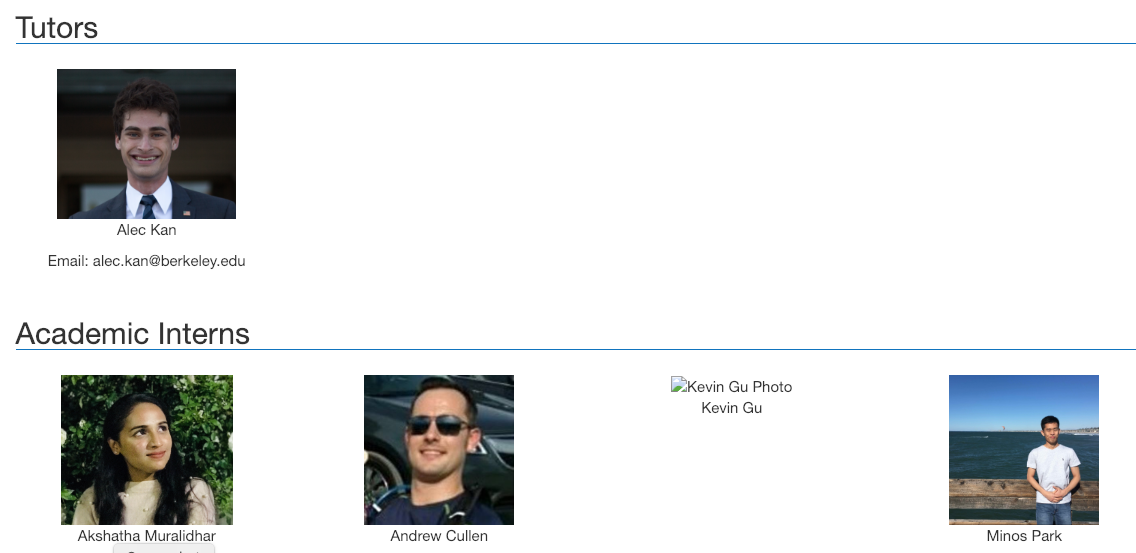 Tutors
Alec Kan
Email: alec.kan@berkeley.edu
Academic Interns
Kevin Gu Photo
Kevin Gu
Akshatha Muralidhar
Andrew Cullen
Minos Park